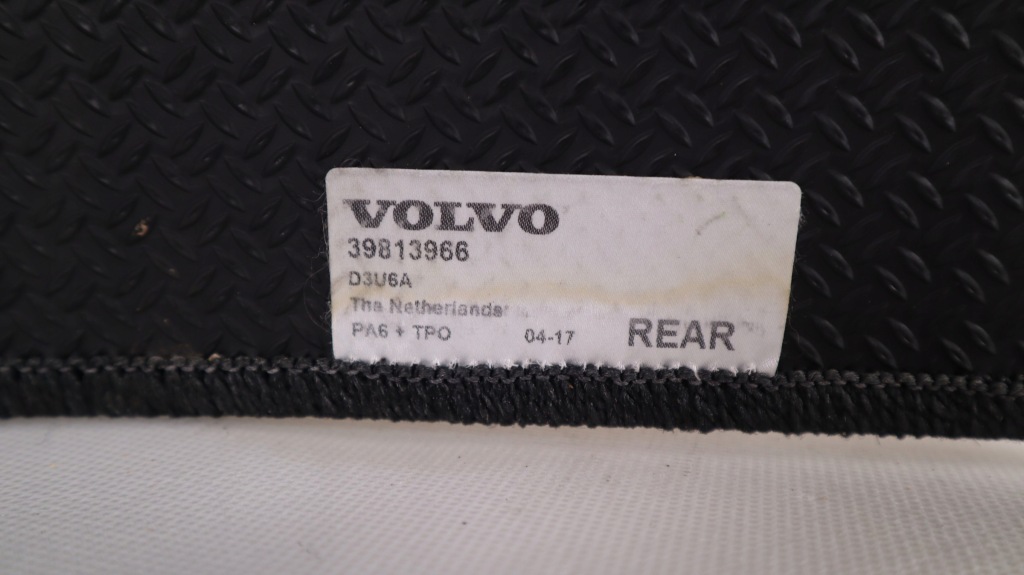 VOLVO
39813966
D3U6A
The Netherlands
PA6 + TPO 04-17 REAR